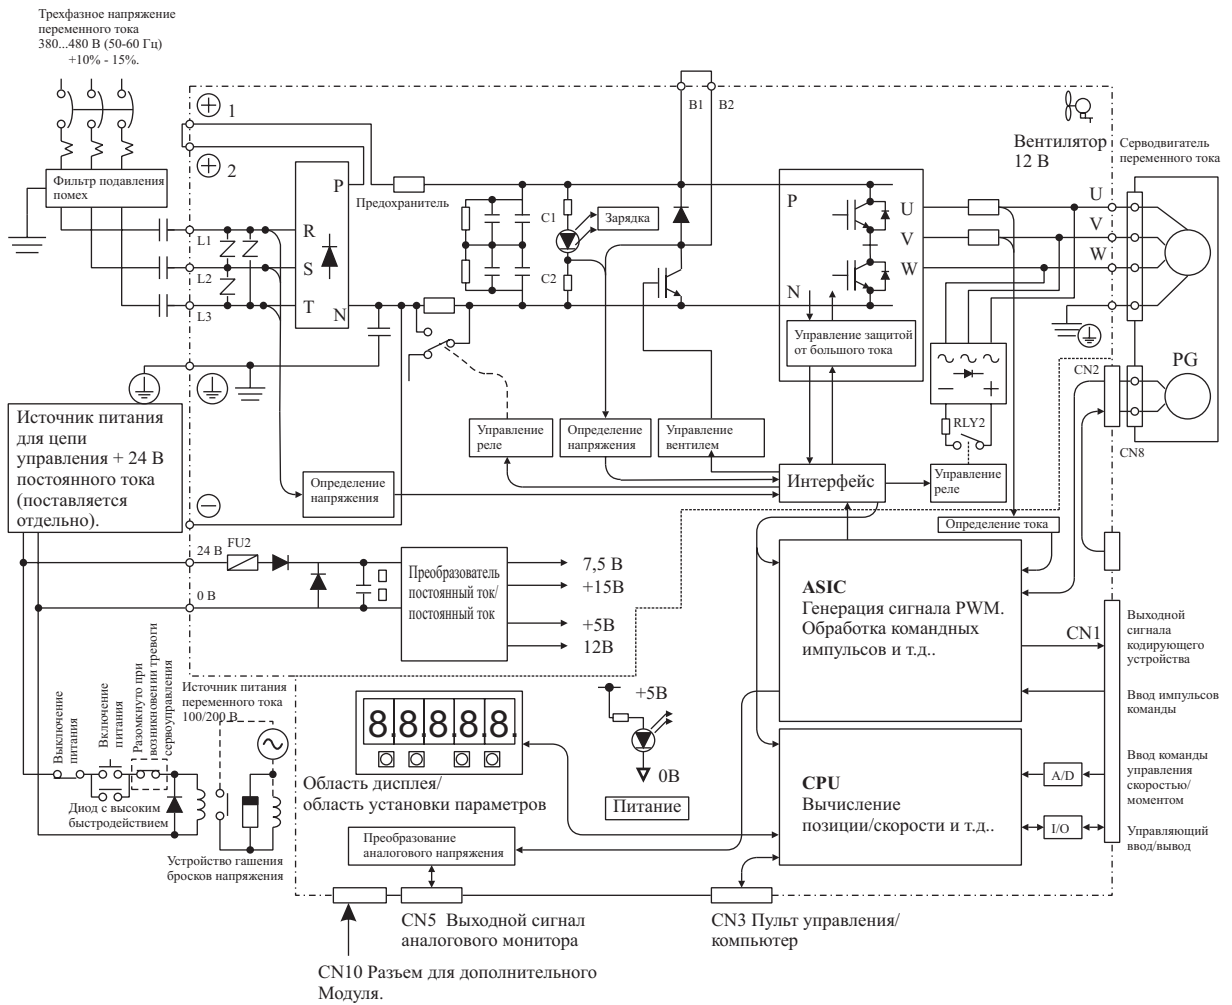 Трехфазное напряжение
переменного тока
380...480 В (50-60 Гц)
+10% - 15%.
1
2
B1
B2
Вентилятор
12 В
Серводвигатель
переменного тока
Фильтр подавления
помех
P
Предохранитель
L1
L2
L3
R
S
T
N
C1
C2
Зарядка
P
N
U
V
W
U
V
W
Управление защитой
от большого тока
CN2
PG
CN8
RLY2
Источник питания
для цепи
управления + 24 В
постоянного тока
(поставляется
отдельно).
Управление
реле
Определение
напряжения
Управление
вентилем
Определение
напряжения
Интерфейс
Управление
реле
Определение тока
24 В
FU2
0 В
Преобразователь
постоянный ток/
постоянный ток
7,5 В
+15В
+5В
12В
ASIC
Генерация сигнала PWM.
Обработка командных
импульсов и т.д..
CN1
Выходной
сигнала
кодирующего
устройства
Ввод импульсов
команды
Выключение
питания
Включение
питания
Разомкнуто при
возникновении тревоги
сервоуправления
Источник питания
переменного тока
100/200 В
Диод с высоким
быстродействием
Устройство гашения
бросков напряжения
8.8.8.8.8.
Область дисплея/
область установки параметров
+5В
0В
Питание
CPU
Вычисление
позиции/скорости и т.д..
A/D
I/O
Ввод команды
управления
скоростью/
моментом
Управляющий
ввод/вывод
Преобразование
аналогового напряжения
CN5 Выходной сигнал
аналогового монитора
CN3 Пульт управления/
компьютер
CN10 Разъем для дополнительного
Модуля.